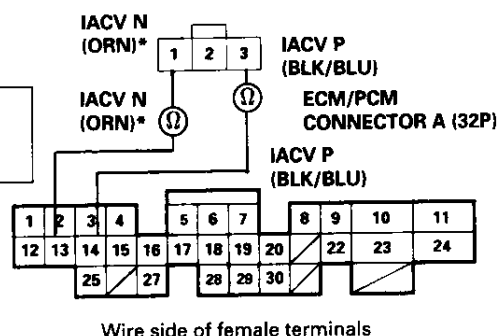 IACV N
(ORN)*
1 2 3
IACV P
(BLK/BLU)
IACV N
(ORN)*
Ω
Ω
ECM/PCM
CONNECTOR A (32P)
IACV P
(BLK/BLU)
1 2 3 4 5 6 7 8 9 10 11
12 13 14 15 16 17 18 19 20 22 23 24
25 27 28 29 30
Wire side of female terminals